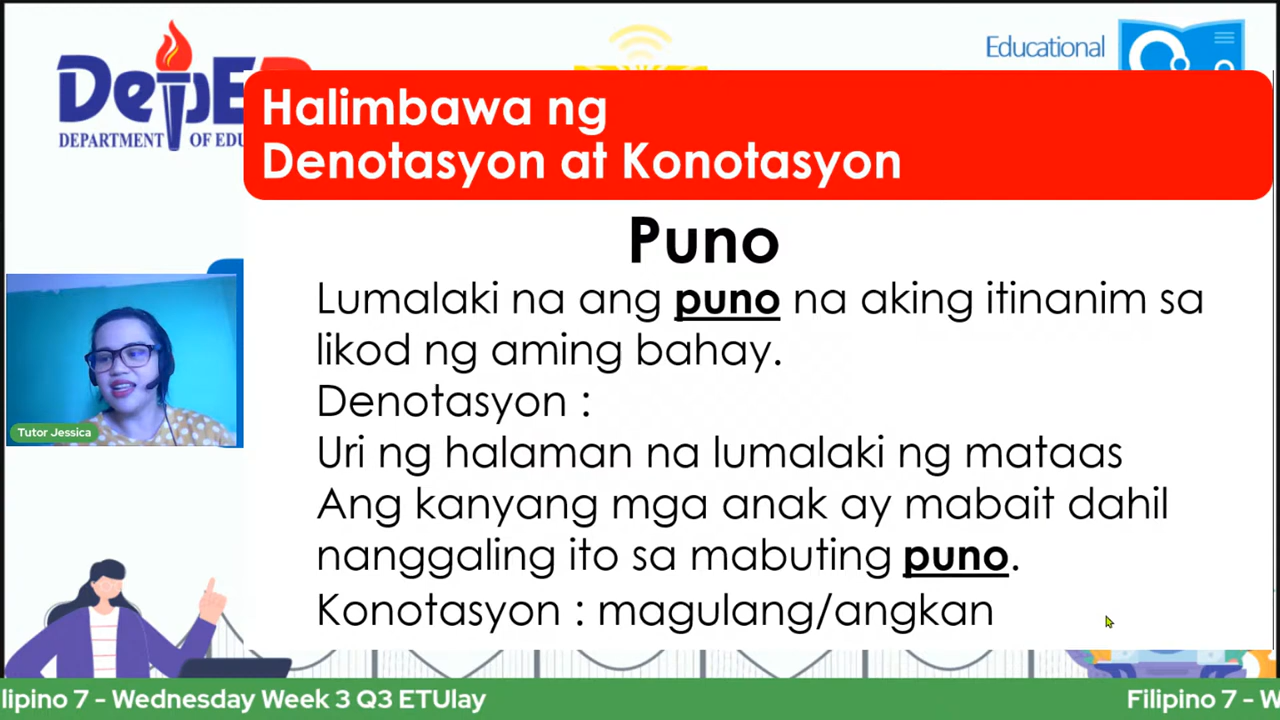 DepE
DEPARTMENT OF EDU
Educational
Halimbawa ng
Denotasyon at Konotasyon
Puno
Lumalaki na ang puno na aking itinanim sa
likod ng aming bahay.
Denotasyon :
Uri ng halaman na lumalaki ng mataas
Ang kanyang mga anak ay mabait dahil
nanggaling ito sa mabuting puno.
Konotasyon : magulang/angkan
Tutor Jessica
lipino 7 - Wednesday Week 3 Q3 ETUlay
Filipino 7 - W